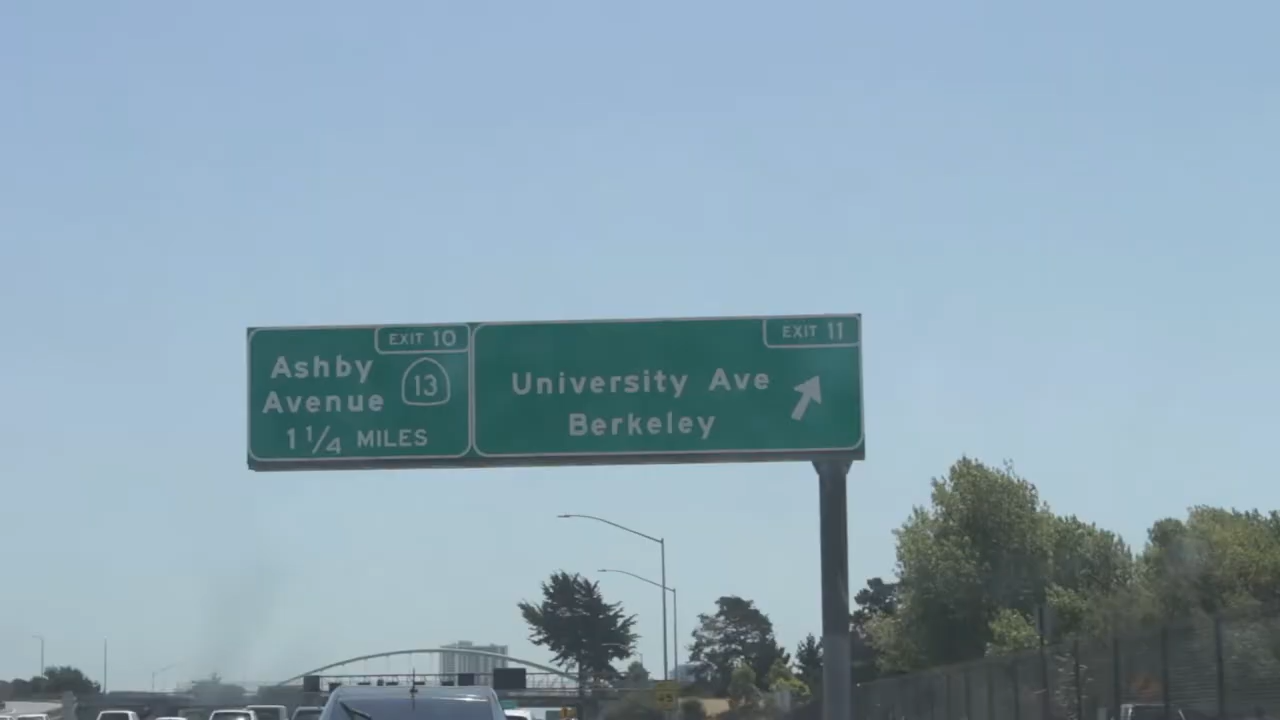 EXIT 10
Ashby
Avenue
13
1 1/4 MILES
EXIT 11
University Ave
Berkeley